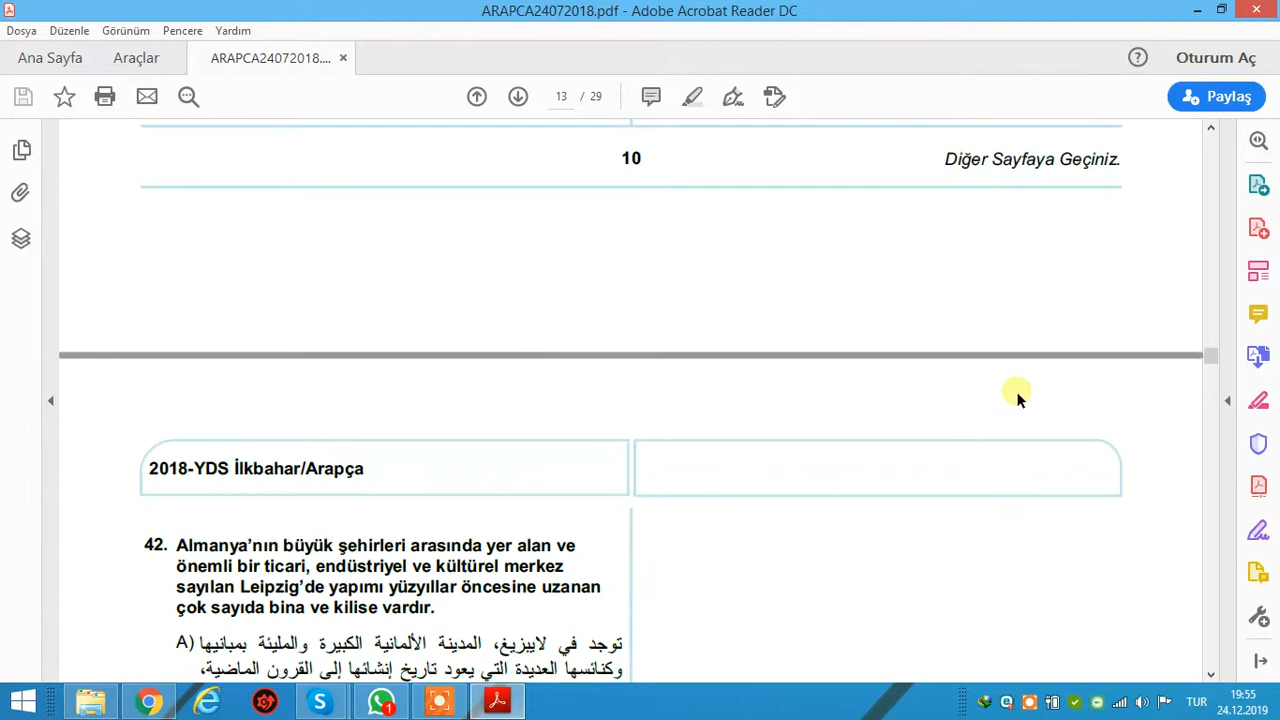 ARAPCA24072018.pdf - Adobe Acrobat Reader DC
Dosya Düzenle Görünüm Pencere Yardım
Ana Sayfa Araçlar ARAPCA24072018.... × ? Oturum Aç
13 / 29 Paylaş
10 Diğer Sayfaya Geçiniz.
2018-YDS İlkbahar/Arapça
42. Almanya’nın büyük şehirleri arasında yer alan ve
önemli bir ticari, endüstriyel ve kültürel merkez
sayılan Leipzig’de yapımı yüzyıllar öncesine uzanan
çok sayıda bina ve kilise vardır.
A) توجد في لايبزيغ، المدينة الألمانية الكبيرة والمليئة بمبانيها
وكنائسها العديدة التي يعود تاريخ إنشائها إلى القرون الماضية،
1
TUR
19:55
24.12.2019